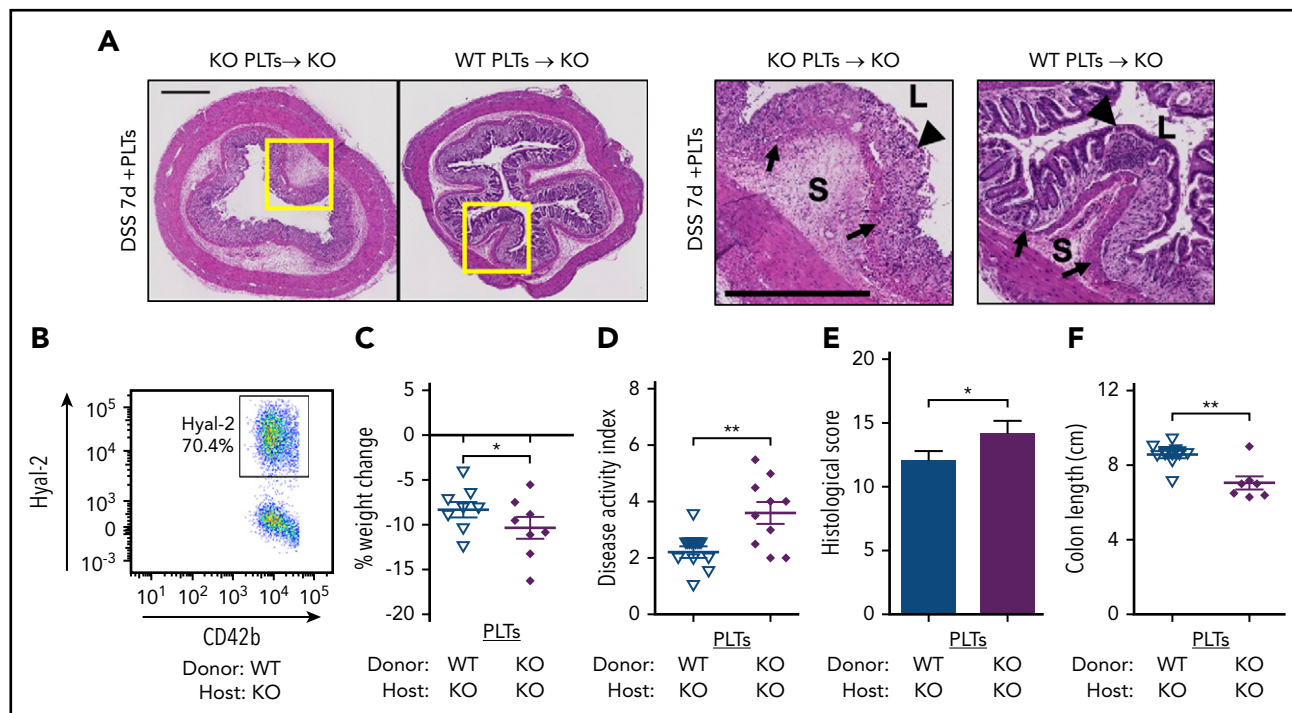 A
KO PLTs→ KO
WT PLTs → KO
KO PLTs → KO
WT PLTs → KO
DSS 7d +PLTs
DSS 7d +PLTs
L
S
L
S
B
Hyal-2
10^5
10^4
10^3
0
10^-3
Hyal-2
70.4%
10^1 10^2 10^3 10^4 10^5
CD42b
Donor: WT
Host: KO
C
% weight change
5
0
-5
-10
-15
-20
*
PLTs
Donor: WT KO
Host: KO KO
D
Disease activity index
8
6
4
2
0
**
PLTs
Donor: WT KO
Host: KO KO
E
Histological score
20
15
10
5
0
*
PLTs
Donor: WT KO
Host: KO KO
F
Colon length (cm)
12
8
4
0
**
PLTs
Donor: WT KO
Host: KO KO